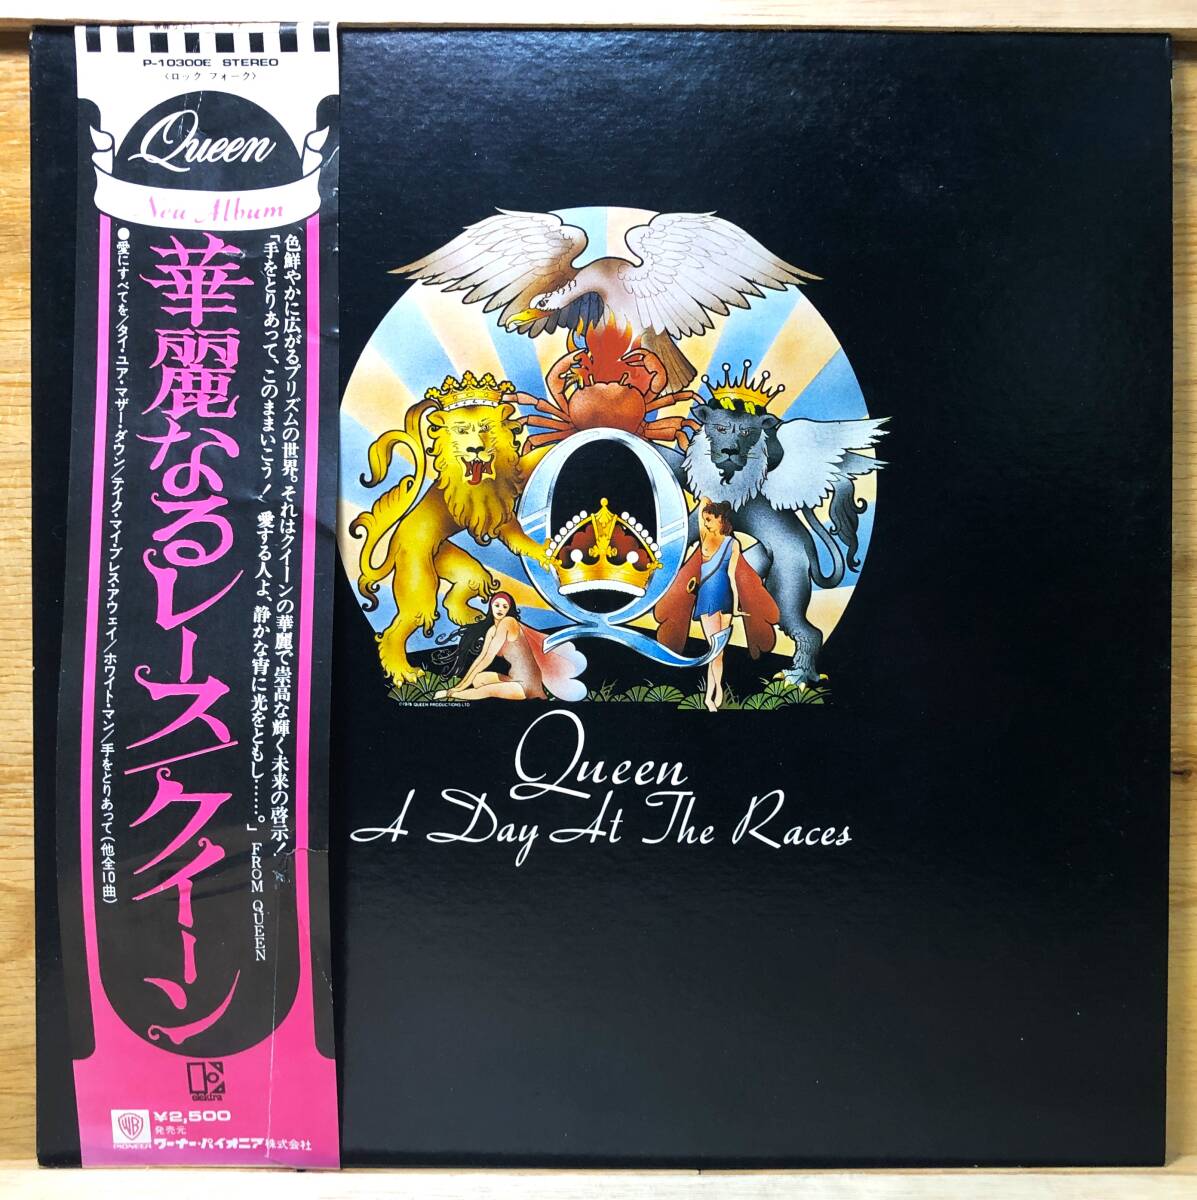 P-10300E STEREO
〈ロック フォーク〉
Queen
New Album
色鮮やかに広がるプリズムの世界。それはクイーンの華麗で崇高な輝く未来の啓示！
「手をとりあって、このままいこう！ 愛する人よ、静かな宵に光をともし……。」 FROM QUEEN
華麗なるレース/クイーン
●愛にすべてを/タイ・ユア・マザー・ダウン/テイク・マイ・ブレス・アウェイ/ホワイト・マン/手をとりあって(他全10曲)
elektra
¥2,500
発売元
WB
PIONEER
ワーナー・パイオニア株式会社
©1976 QUEEN PRODUCTIONS LTD
Queen
A Day At The Races